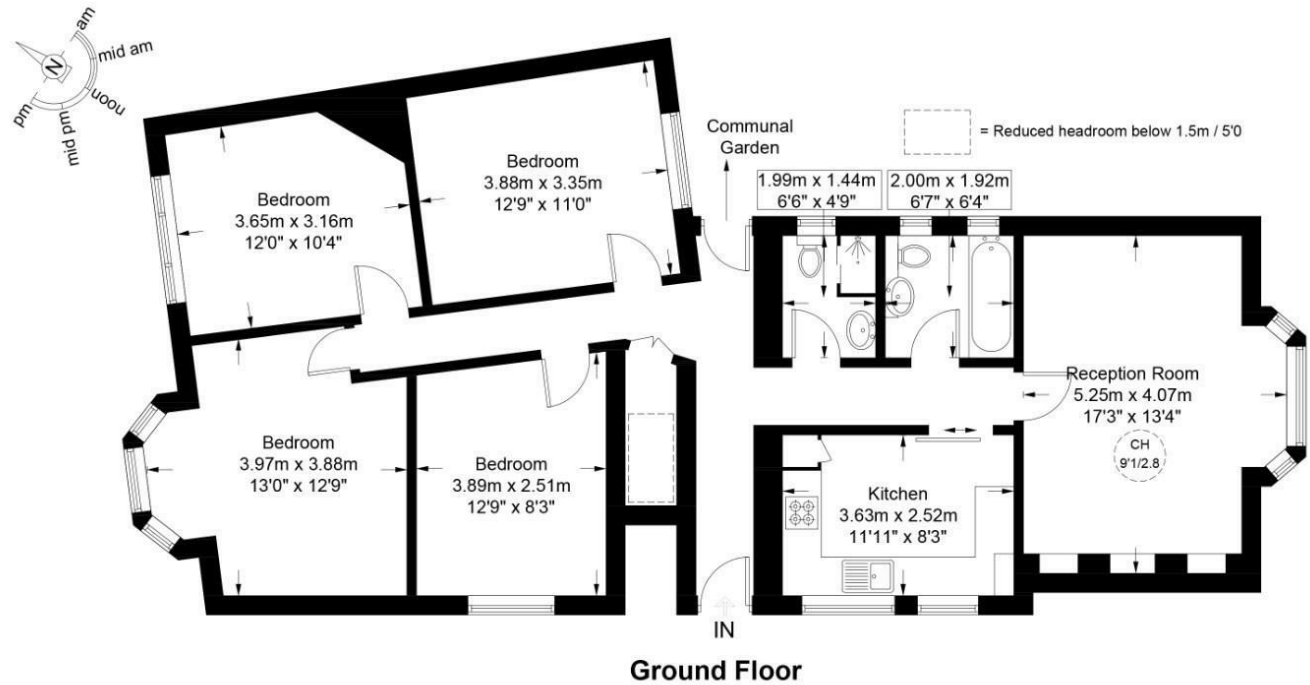 am
mid am
noon
mid pm
pm
N
Communal
Garden
= Reduced headroom below 1.5m / 5'0
Bedroom
3.88m x 3.35m
12'9" x 11'0"
1.99m x 1.44m
6'6" x 4'9"
2.00m x 1.92m
6'7" x 6'4"
Bedroom
3.65m x 3.16m
12'0" x 10'4"
Reception Room
5.25m x 4.07m
17'3" x 13'4"
CH
9'1/2.8
Bedroom
3.97m x 3.88m
13'0" x 12'9"
Bedroom
3.89m x 2.51m
12'9" x 8'3"
Kitchen
3.63m x 2.52m
11'11" x 8'3"
IN
Ground Floor